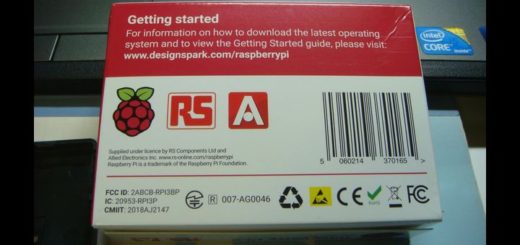 Getting started
For information on how to download the latest operating
system and to view the Getting Started guide, please visit:
www.designspark.com/raspberrypi
RS
A
Supplied under licence by RS Components Ltd and
Allied Electronics Inc. www.rs-online.com/raspberrypi
Raspberry Pi is a trademark of the Raspberry Pi Foundation.
5 060214 370165 >
FCC ID: 2ABCB-RPI3BP
IC: 20953-RPI3P
CMIIT: 2018AJ2147
R 007-AG0046
CE FC
intel
CORE